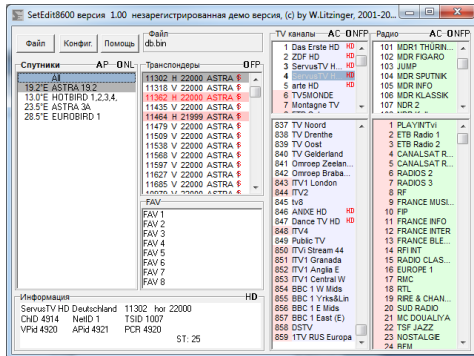 SetEdit8600 версия 1.00 незарегистрированная демо версия, (c) by W.Litzinger, 2001-20...
Файл Конфиг. Помощь
Файл
db.bin
Спутники AP-ONL
All
19.2°E ASTRA 19.2
13.0°E HOTBIRD 1,2,3,4,
23.5°E ASTRA 3A
28.5°E EUROBIRD 1
Транспондеры OFP
11302 H 22000 ASTRA $
11318 V 22000 ASTRA $
11362 H 22000 ASTRA $
11435 V 22000 ASTRA $
11464 H 21999 ASTRA $
11479 V 22000 ASTRA $
11509 V 22000 ASTRA $
11538 V 22000 ASTRA $
11568 V 22000 ASTRA $
11597 V 22000 ASTRA $
11627 V 22000 ASTRA $
11685 V 22000 ASTRA $
FAV
FAV 1
FAV 2
FAV 3
FAV 4
FAV 5
FAV 6
FAV 7
FAV 8
Информация HD
ServusTV HD Deutschland 11302 hor 22000
ChID 4914 NetID 1 TSID 1007
VPid 4920 APid 4921 PCR 4920
ST: 25
TV каналы AC-ONFP
1 Das Erste HD HD
2 ZDF HD HD
3 ServusTV H... HD
4 ServusTV H... HD
5 arte HD HD
6 TV5MONDE
7 Montagne TV
837 TV Noord
838 TV Drenthe
839 TV Oost
840 TV Gelderland
841 Omroep Zeelan...
842 Omroep Braba...
843 ITV1 London
844 ITV2
845 tv8
846 ANIXE HD HD
847 Dance TV HD HD
848 ITV4
849 Public TV
850 ITVi Stream 44
851 ITV1 Granada
852 ITV1 Anglia E
853 ITV1 Central W
854 BBC 1 W Mids
855 BBC 1 Yrks&Lin
856 BBC 1 E Mids
857 BBC 1 East (E)
858 DSTV
859 1TV RUS Europa
Радио AC-ONFP
101 MDR1 THÜRIN...
102 MDR FIGARO
103 JUMP
104 MDR SPUTNIK
105 MDR INFO
106 MDR KLASSIK
107 NDR 2
1 PLAYINTVi
2 ETB Radio 1
3 ETB Radio 2
4 CANALSAT R...
5 CANALSAT R...
6 RADIOS 2
7 RADIOS 3
8 RF
9 FRANCE MUSI...
10 FIP
11 FRANCE INFO
12 FRANCE INTER
13 FRANCE BLE...
14 RFI INT
15 RADIO CLAS...
16 EUROPE 1
17 RMC
18 RTL
19 RIRE & CHAN...
20 SUD RADIO
21 MC DOUALIYA
22 TSF JAZZ
23 NOSTALGIE
24 BFM